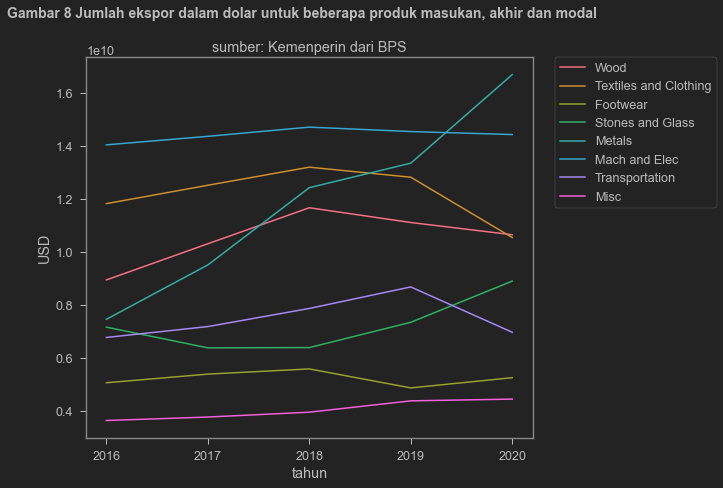 Gambar 8 Jumlah ekspor dalam dolar untuk beberapa produk masukan, akhir dan modal
sumber: Kemenperin dari BPS
1e10
1.6
1.4
1.2
1.0
0.8
0.6
0.4
USD
2016 2017 2018 2019 2020
tahun
Wood
Textiles and Clothing
Footwear
Stones and Glass
Metals
Mach and Elec
Transportation
Misc